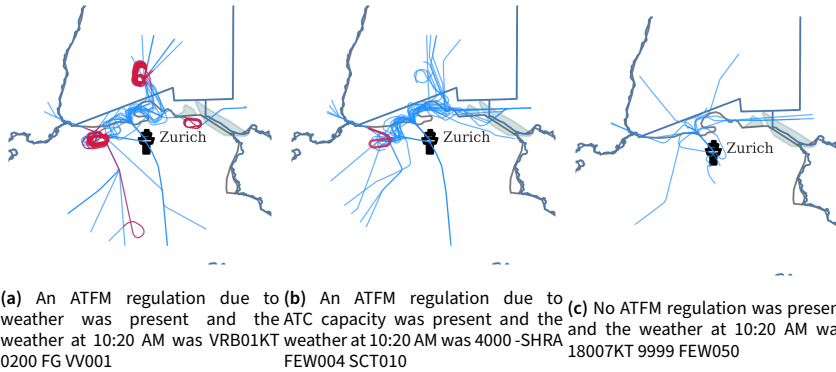 Zurich
Zurich
Zurich
(a) An ATFM regulation due to
weather was present and the
weather at 10:20 AM was VRB01KT
0200 FG VV001
(b) An ATFM regulation due to
ATC capacity was present and the
weather at 10:20 AM was 4000 -SHRA
FEW004 SCT010
(c) No ATFM regulation was presen
and the weather at 10:20 AM wa
18007KT 9999 FEW050